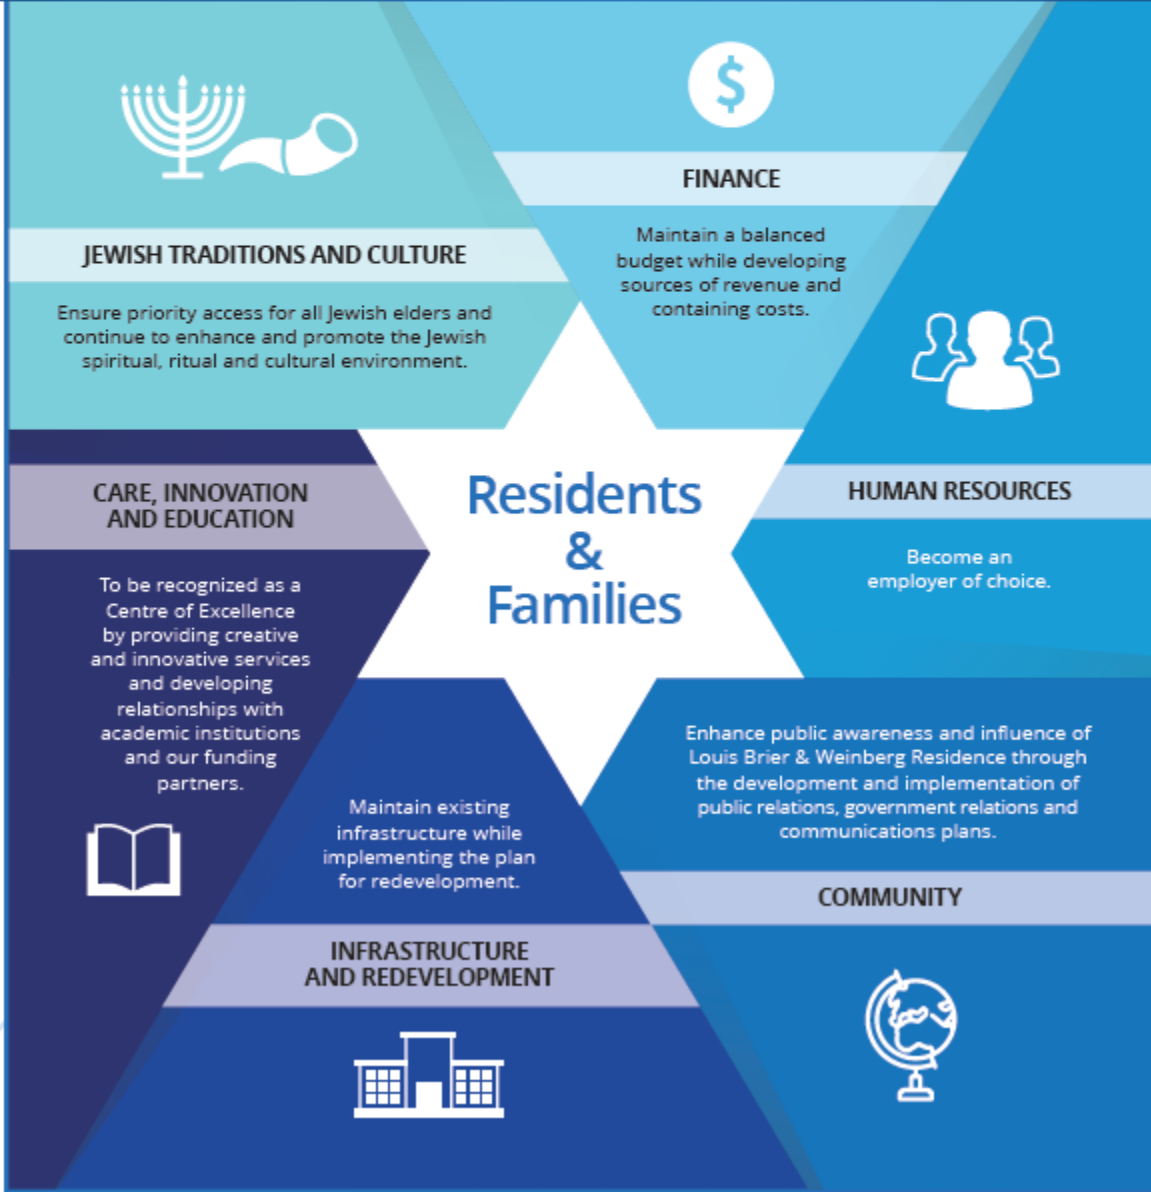 $
FINANCE
Maintain a balanced
budget while developing
sources of revenue and
containing costs.
JEWISH TRADITIONS AND CULTURE
Ensure priority access for all Jewish elders and
continue to enhance and promote the Jewish
spiritual, ritual and cultural environment.
Residents
&
Families
HUMAN RESOURCES
Become an
employer of choice.
CARE, INNOVATION
AND EDUCATION
To be recognized as a
Centre of Excellence
by providing creative
and innovative services
and developing
relationships with
academic institutions
and our funding
partners.
Enhance public awareness and influence of
Louis Brier & Weinberg Residence through
the development and implementation of
public relations, government relations and
communications plans.
COMMUNITY
Maintain existing
infrastructure while
implementing the plan
for redevelopment.
INFRASTRUCTURE
AND REDEVELOPMENT